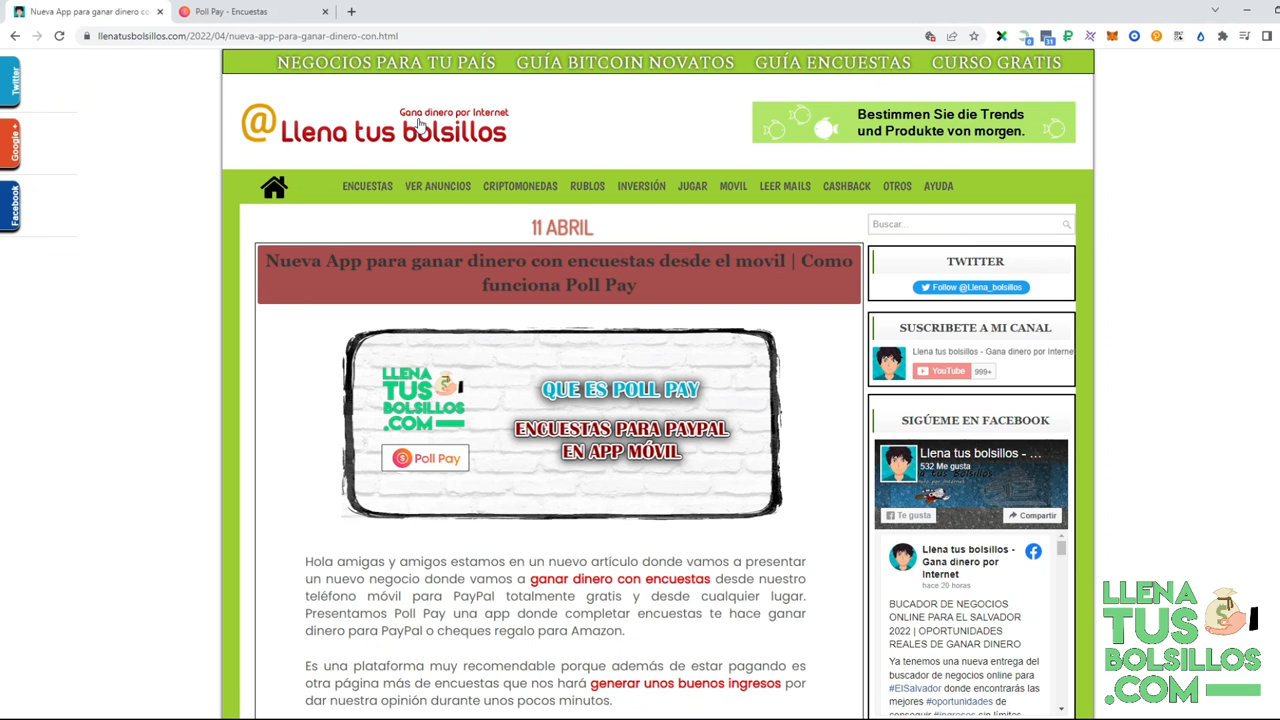 Nueva App para ganar dinero co
Poll Pay - Encuestas
llenatusbolsillos.com/2022/04/nueva-app-para-ganar-dinero-con.html
NEGOCIOS PARA TU PAÍS GUÍA BITCOIN NOVATOS GUÍA ENCUESTAS CURSO GRATIS
Twitter
Google +
Facebook
Gana dinero por Internet
@Llena tus bolsillos
Bestimmen Sie die Trends
und Produkte von morgen.
ENCUESTAS VER ANUNCIOS CRIPTOMONEDAS RUBLOS INVERSIÓN JUGAR MOVIL LEER MAILS CASHBACK OTROS AYUDA
11 ABRIL
Nueva App para ganar dinero con encuestas desde el movil | Como
funciona Poll Pay
LLENA
TUS
BOLSILLOS
.COM
Poll Pay
QUE ES POLL PAY
ENCUESTAS PARA PAYPAL
EN APP MÓVIL
Hola amigas y amigos estamos en un nuevo artículo donde vamos a presentar
un nuevo negocio donde vamos a ganar dinero con encuestas desde nuestro
teléfono móvil para PayPal totalmente gratis y desde cualquier lugar.
Presentamos Poll Pay una app donde completar encuestas te hace ganar
dinero para PayPal o cheques regalo para Amazon.
Es una plataforma muy recomendable porque además de estar pagando es
otra página más de encuestas que nos hará generar unos buenos ingresos por
dar nuestra opinión durante unos pocos minutos.
Buscar...
TWITTER
Follow @Llena_bolsillos
SUSCRIBETE A MI CANAL
Llena tus bolsillos - Gana dinero por Interne
YouTube 999+
SIGÚEME EN FACEBOOK
Llena tus bolsillos - ...
532 Me gusta
Te gusta
Compartir
Llena tus bolsillos -
Gana dinero por
Internet
hace 20 horas
BUCADOR DE NEGOCIOS
ONLINE PARA EL SALVADOR
2022 | OPORTUNIDADES
REALES DE GANAR DINERO
Ya tenemos una nueva entrega del
buscador de negocios online para
#ElSalvador donde encontrarás las
mejores #oportunidades de
conseguir #ingresos sin límites
LLENA
TUS
BOLSILLOS
.COM